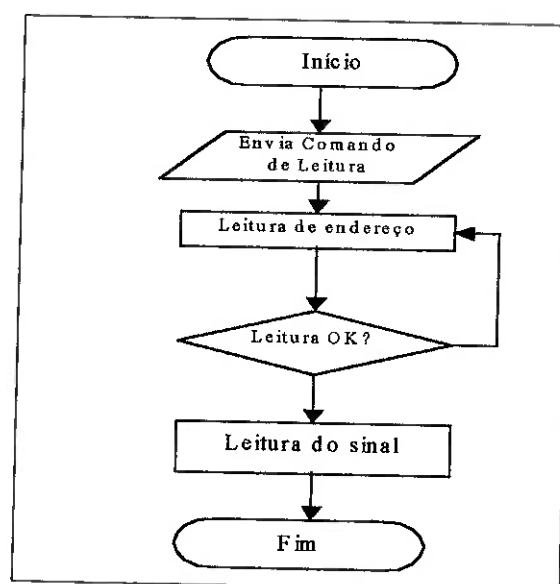 Início
Envia Comando
de Leitura
Leitura de endereço
Leitura OK?
Leitura do sinal
Fim